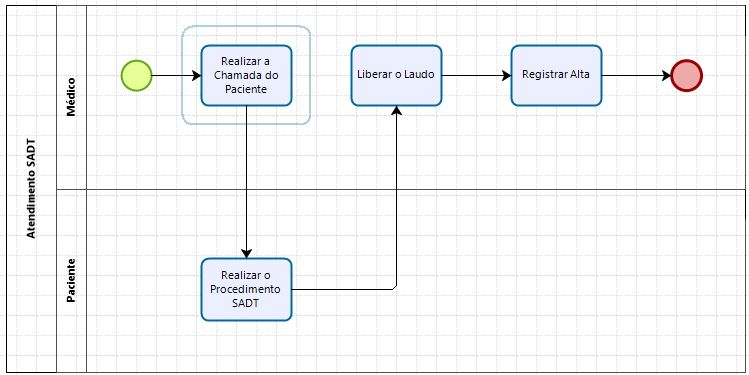 Atendimento SADT
Médico
Realizar a
Chamada do
Paciente
Liberar o Laudo
Registrar Alta
Paciente
Realizar o
Procedimento
SADT